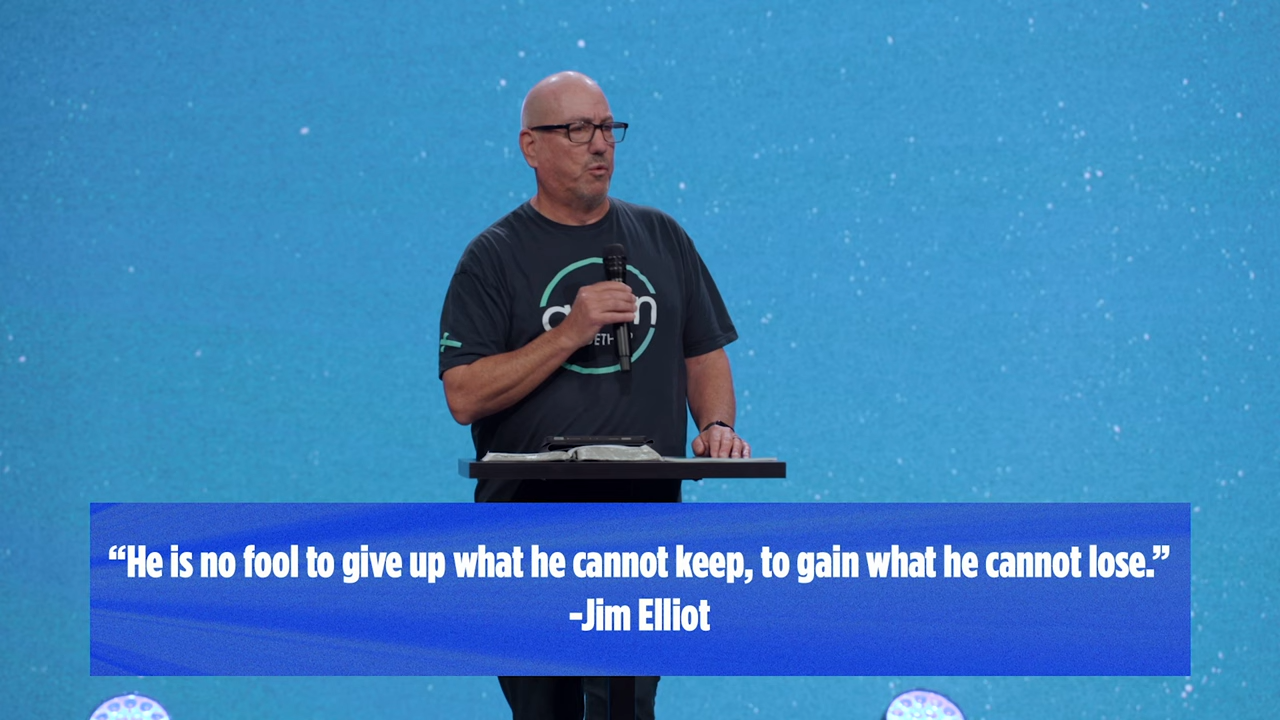 “He is no fool to give up what he cannot keep, to gain what he cannot lose.”
-Jim Elliot